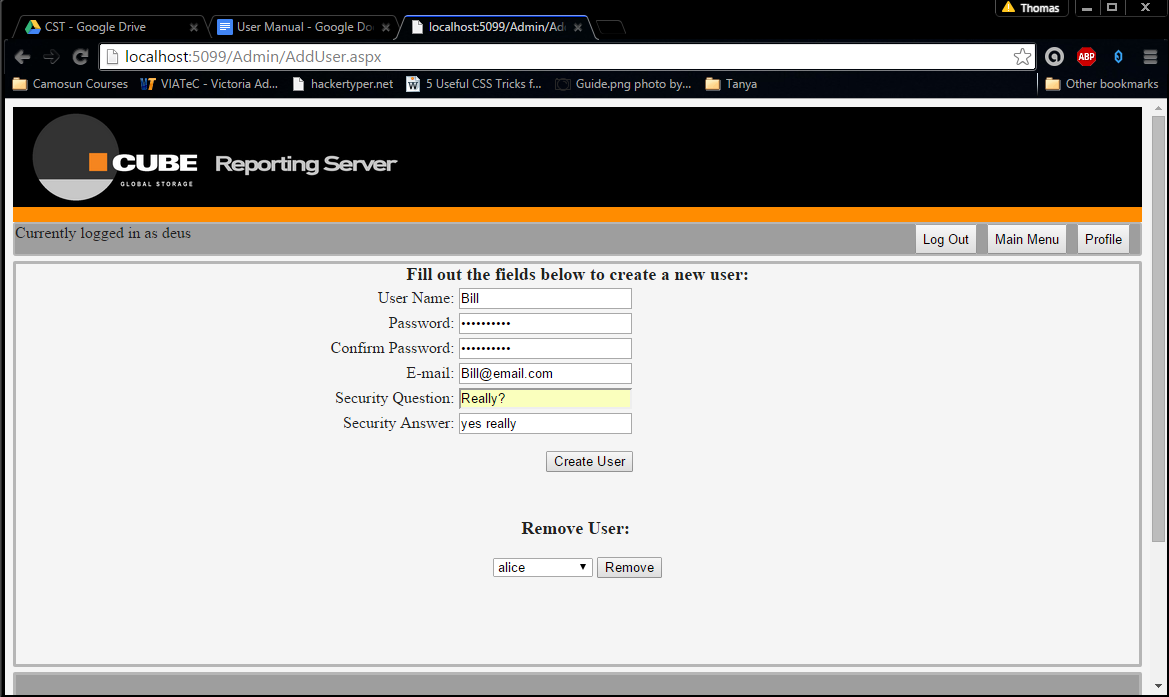 Thomas
CST - Google Drive
User Manual - Google Do
localhost:5099/Admin/Add
localhost:5099/Admin/AddUser.aspx
ABP
Camosun Courses
VT VIATeC - Victoria Ad...
hackertyper.net
W 5 Useful CSS Tricks f...
Guide.png photo by...
Tanya
Other bookmarks
CUBE
GLOBAL STORAGE
Reporting Server
Currently logged in as deus
Log Out Main Menu Profile
Fill out the fields below to create a new user:
User Name: Bill
Password: ••••••••••
Confirm Password: ••••••••••
E-mail: Bill@email.com
Security Question: Really?
Security Answer: yes really
Create User
Remove User:
alice Remove